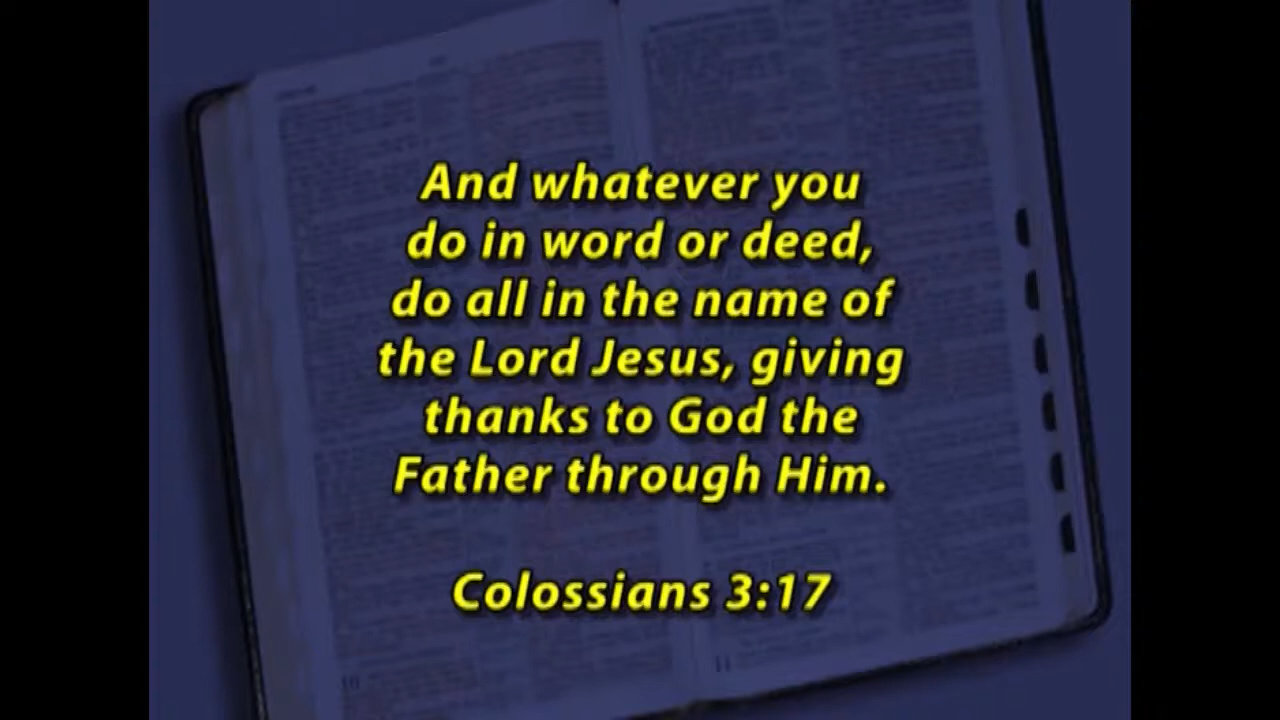 And whatever you
do in word or deed,
do all in the name of
the Lord Jesus, giving
thanks to God the
Father through Him.
Colossians 3:17